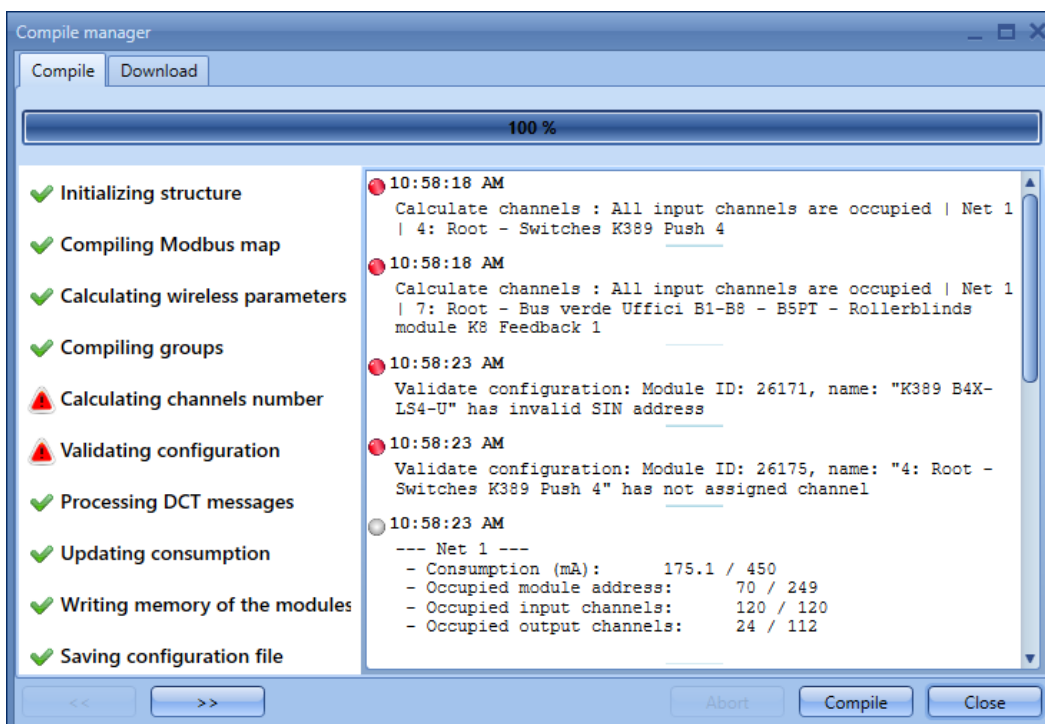 Compile manager
Compile Download
100 %
Initializing structure
Compiling Modbus map
Calculating wireless parameters
Compiling groups
Calculating channels number
Validating configuration
Processing DCT messages
Updating consumption
Writing memory of the modules
Saving configuration file
10:58:18 AM
Calculate channels : All input channels are occupied | Net 1
| 4: Root - Switches K389 Push 4
10:58:18 AM
Calculate channels : All input channels are occupied | Net 1
| 7: Root - Bus verde Uffici B1-B8 - B5PT - Rollerblinds
module K8 Feedback 1
10:58:23 AM
Validate configuration: Module ID: 26171, name: "K389 B4X-
LS4-U" has invalid SIN address
10:58:23 AM
Validate configuration: Module ID: 26175, name: "4: Root -
Switches K389 Push 4" has not assigned channel
10:58:23 AM
--- Net 1 ---
- Consumption (mA): 175.1 / 450
- Occupied module address: 70 / 249
- Occupied input channels: 120 / 120
- Occupied output channels: 24 / 112
<< >> Abort Compile Close